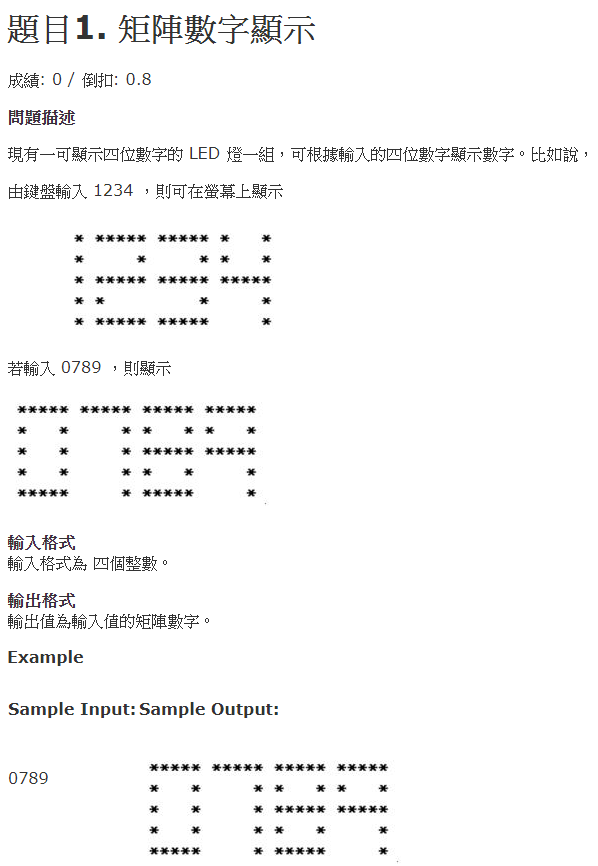 題目1. 矩陣數字顯示
成績: 0 / 倒扣: 0.8
問題描述
現有一可顯示四位數字的 LED 燈一組，可根據輸入的四位數字顯示數字。比如說，
由鍵盤輸入 1234 ，則可在螢幕上顯示
* ***** ***** *   *
*     *     * *   *
* ***** ***** *****
* *         *     *
* ***** *****     *
若輸入 0789 ，則顯示
***** ***** ***** *****
*   *     * *   * *   *
*   *     * ***** *****
*   *     * *   *     *
*****     * *****     *
輸入格式
輸入格式為 四個整數。
輸出格式
輸出值為輸入值的矩陣數字。
Example
Sample Input: Sample Output:
0789
***** ***** ***** *****
*   *     * *   * *   *
*   *     * ***** *****
*   *     * *   *     *
*****     * *****     *